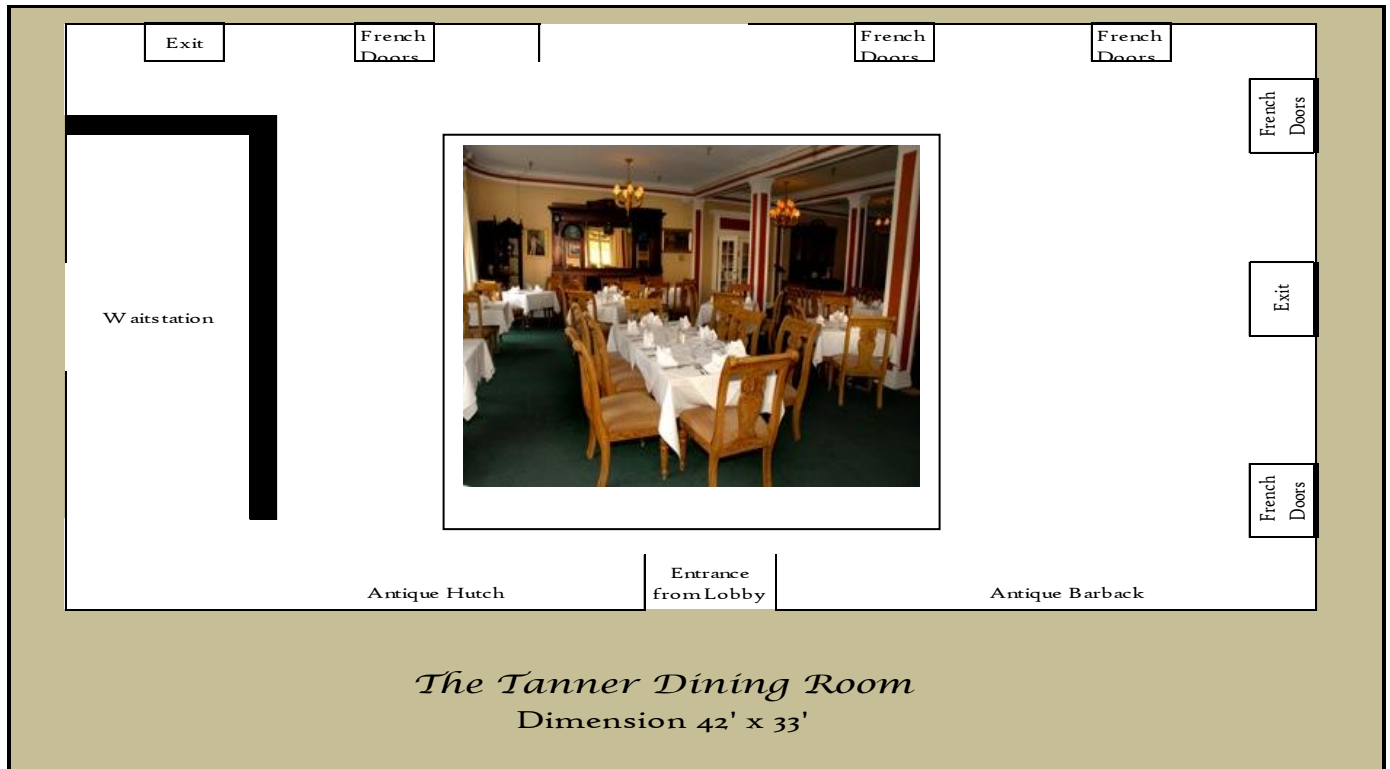 Exit
French
Doors
French
Doors
French
Doors
French
Doors
Exit
Waitstation
French
Doors
Entrance
from Lobby
Antique Hutch
Antique Barback
The Tanner Dining Room
Dimension 42' x 33'